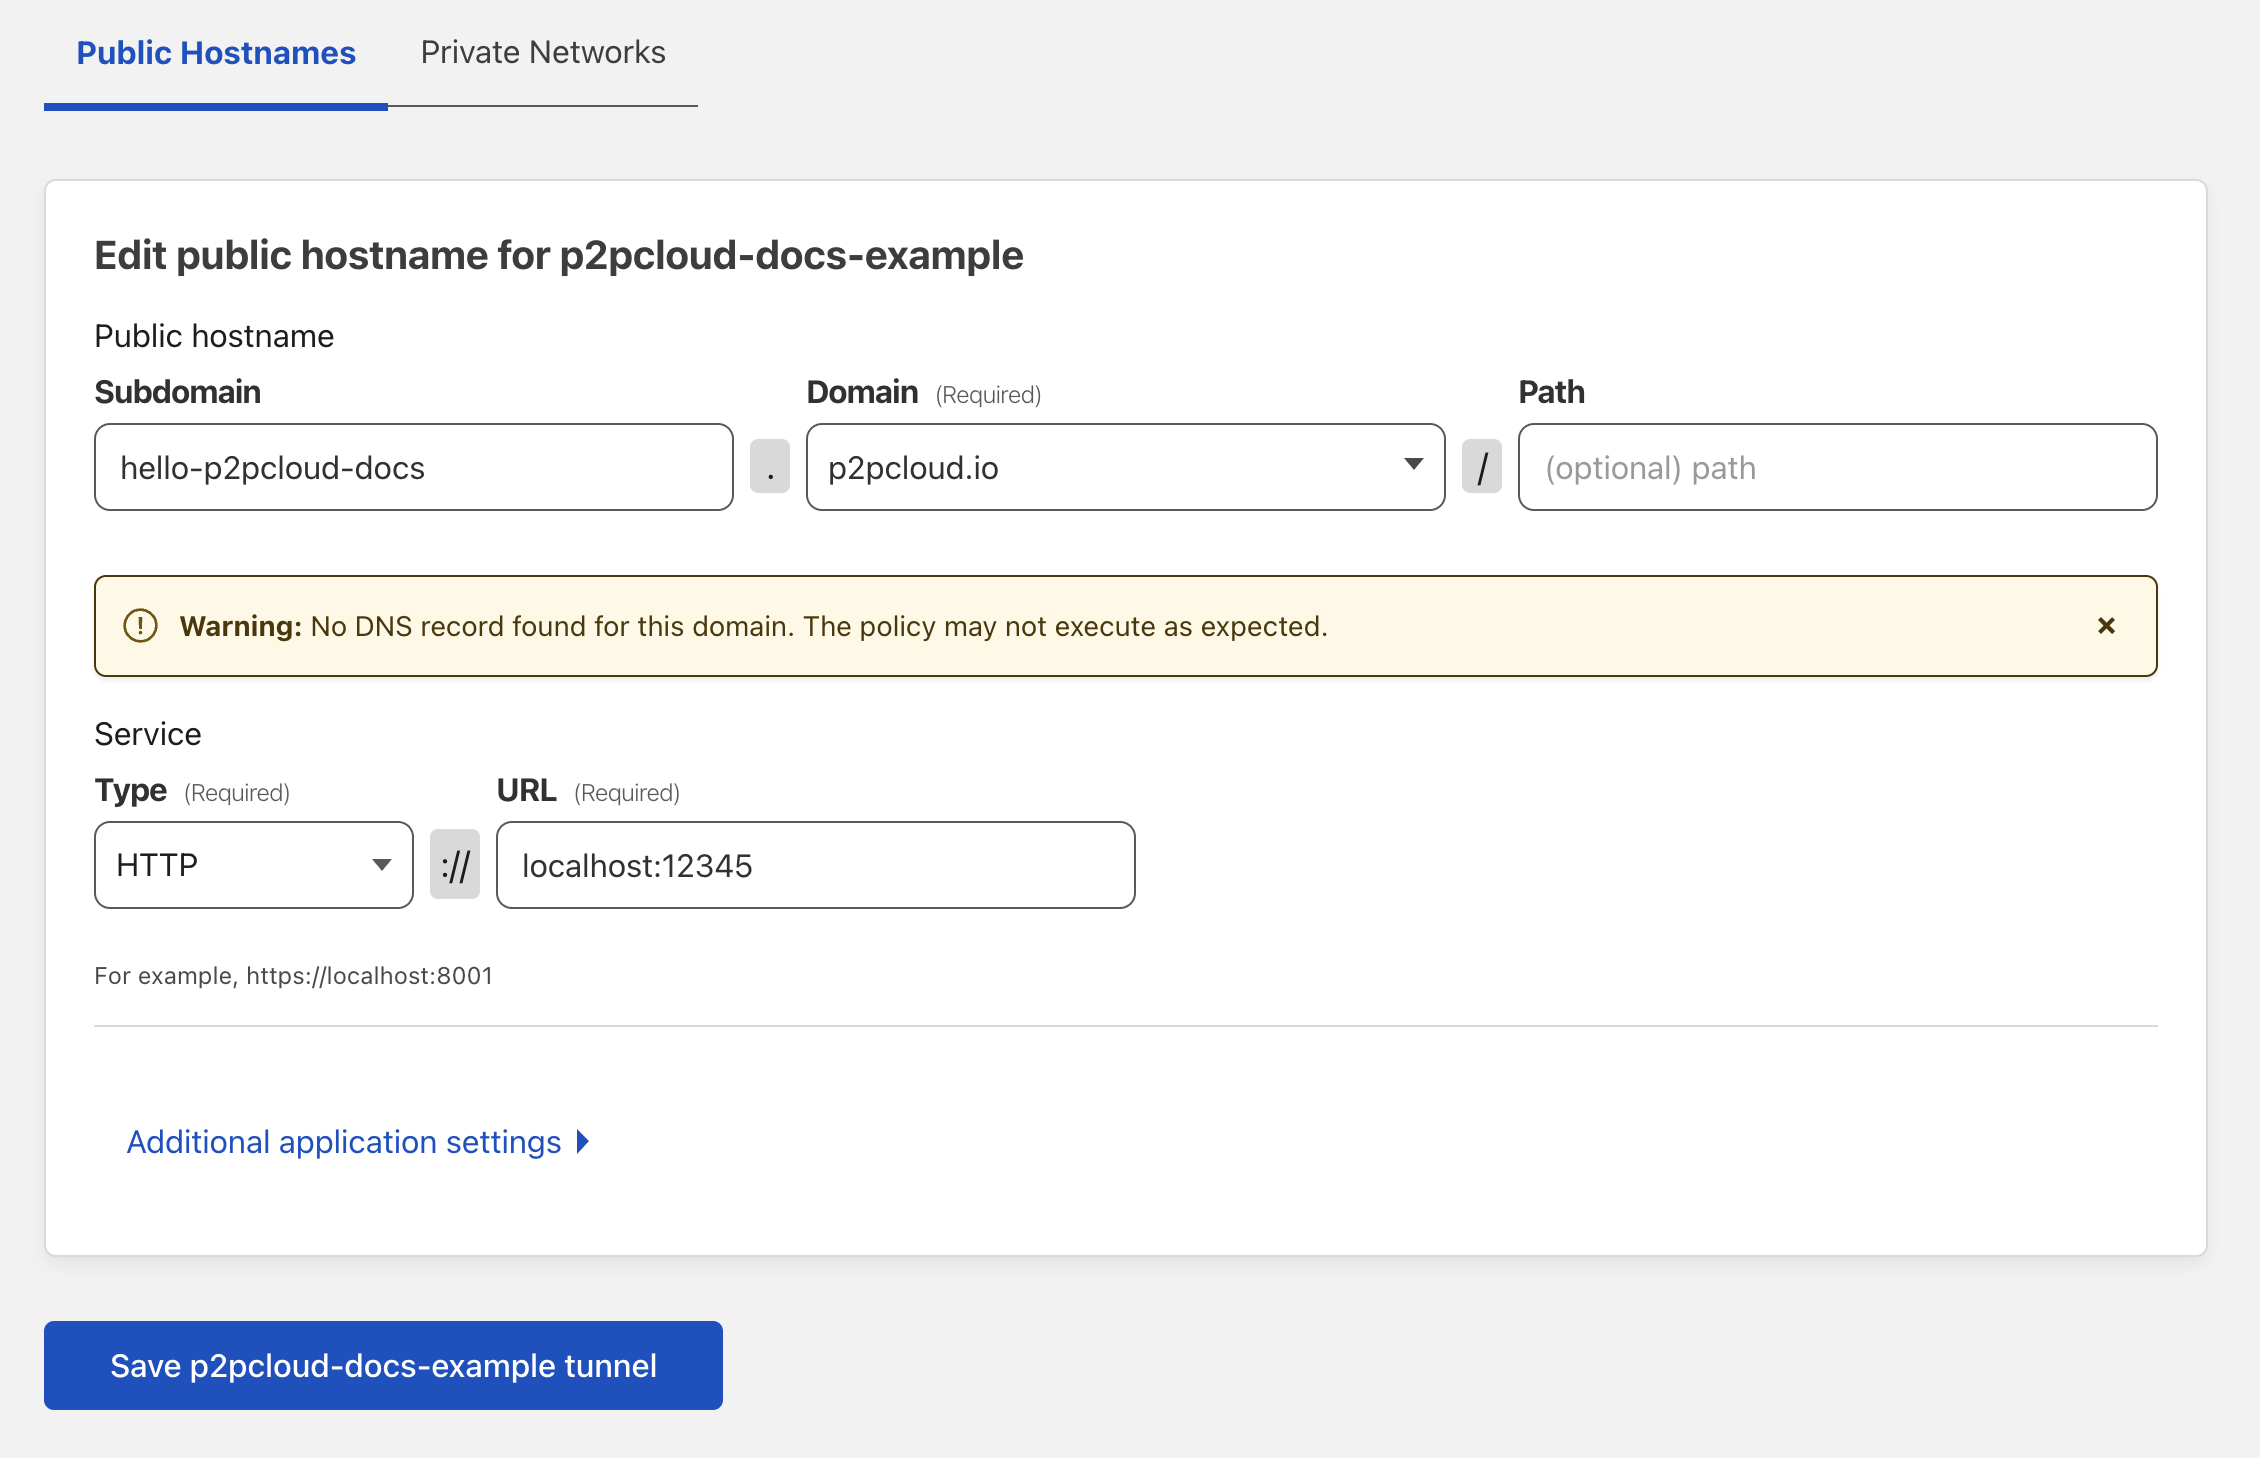 Public Hostnames Private Networks
Edit public hostname for p2pcloud-docs-example
Public hostname
Subdomain Domain (Required) Path
hello-p2pcloud-docs . p2pcloud.io / (optional) path
Warning: No DNS record found for this domain. The policy may not execute as expected.
Service
Type (Required) URL (Required)
HTTP :// localhost:12345
For example, https://localhost:8001
Additional application settings
Save p2pcloud-docs-example tunnel